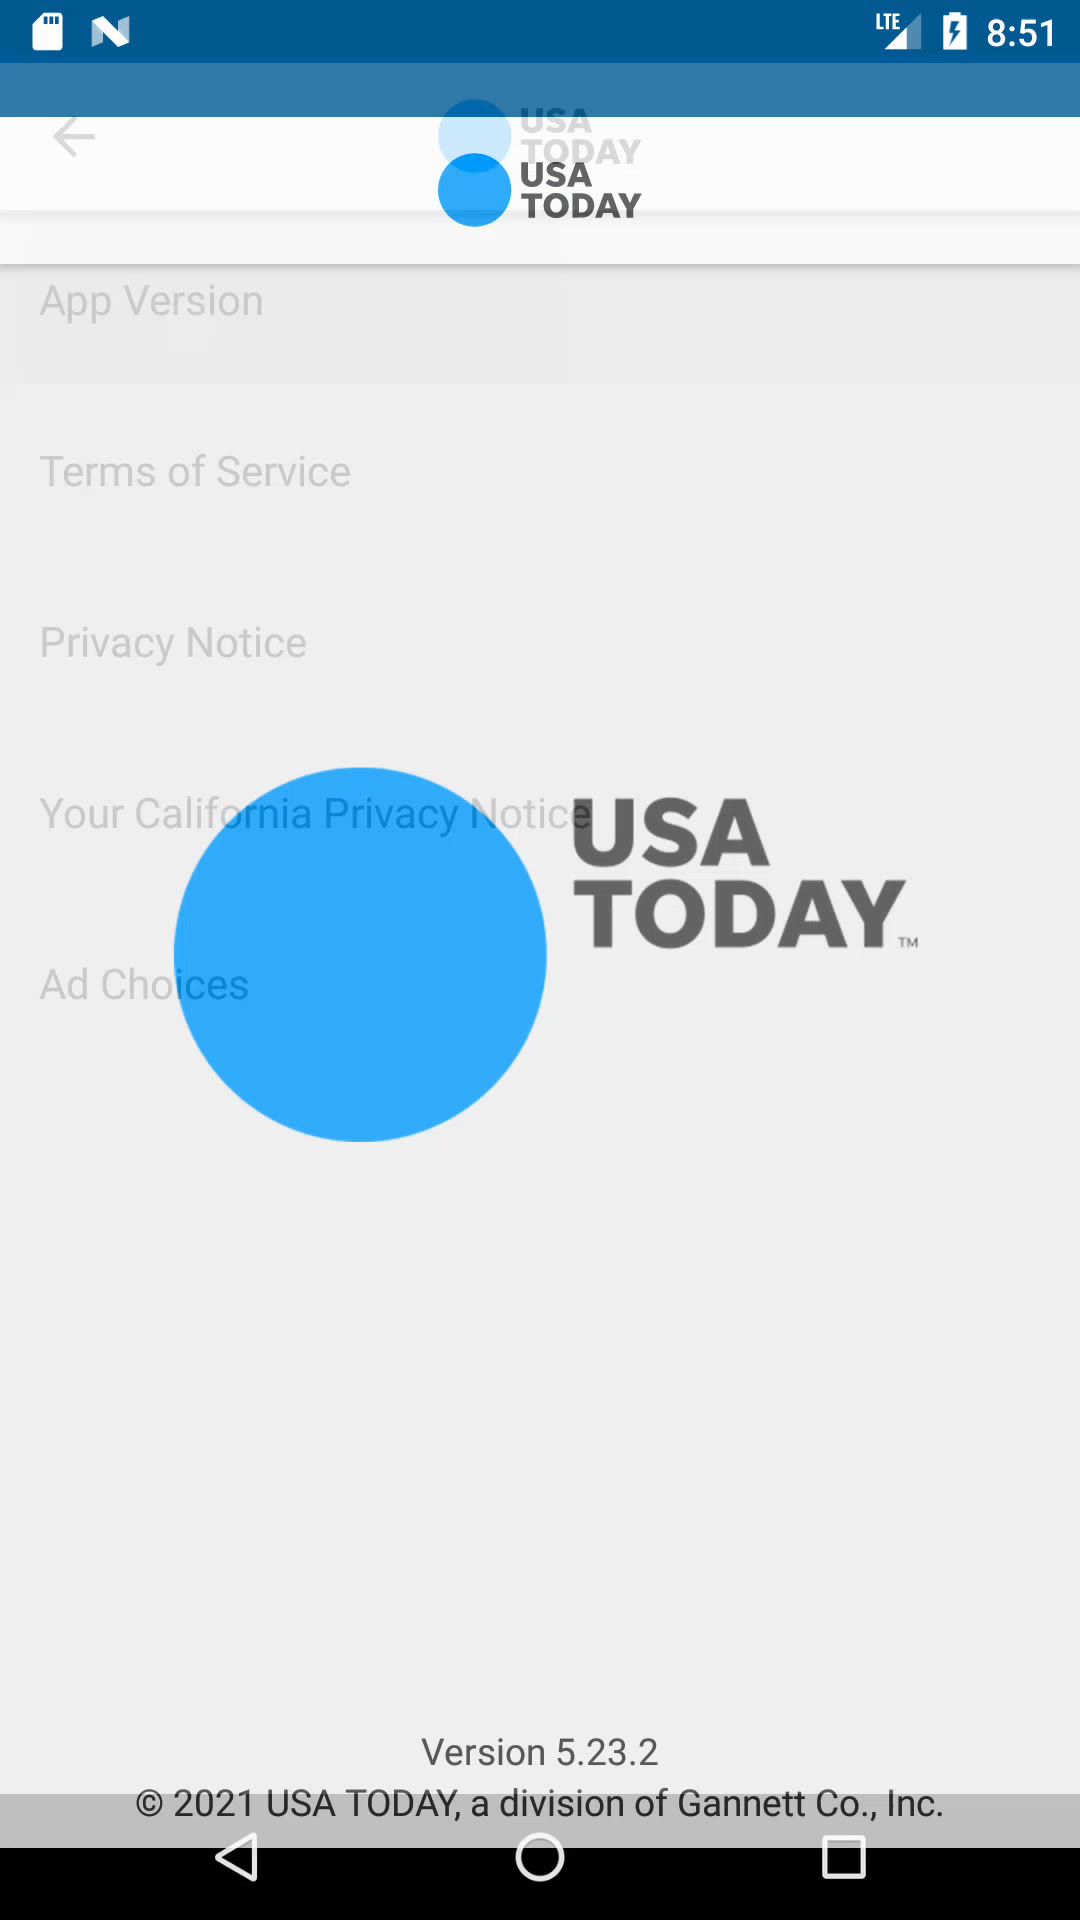 LTE 8:51
USA
TODAY
USA
TODAY
App Version
Terms of Service
Privacy Notice
Your California Privacy Notice
USA
TODAY™
Ad Choices
Version 5.23.2
© 2021 USA TODAY, a division of Gannett Co., Inc.